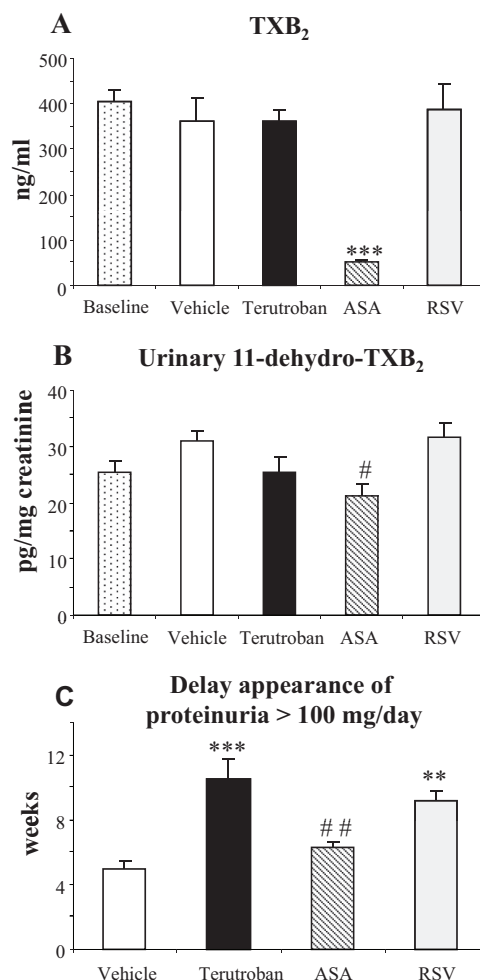 A
TXB₂
500
400
300
200
100
0
ng/ml
***
Baseline Vehicle Terutroban ASA RSV
B
Urinary 11-dehydro-TXB₂
40
30
20
10
0
pg/mg creatinine
#
Baseline Vehicle Terutroban ASA RSV
C
Delay appearance of
proteinuria > 100 mg/day
12
8
4
0
weeks
***
# #
**
Vehicle Terutroban ASA RSV